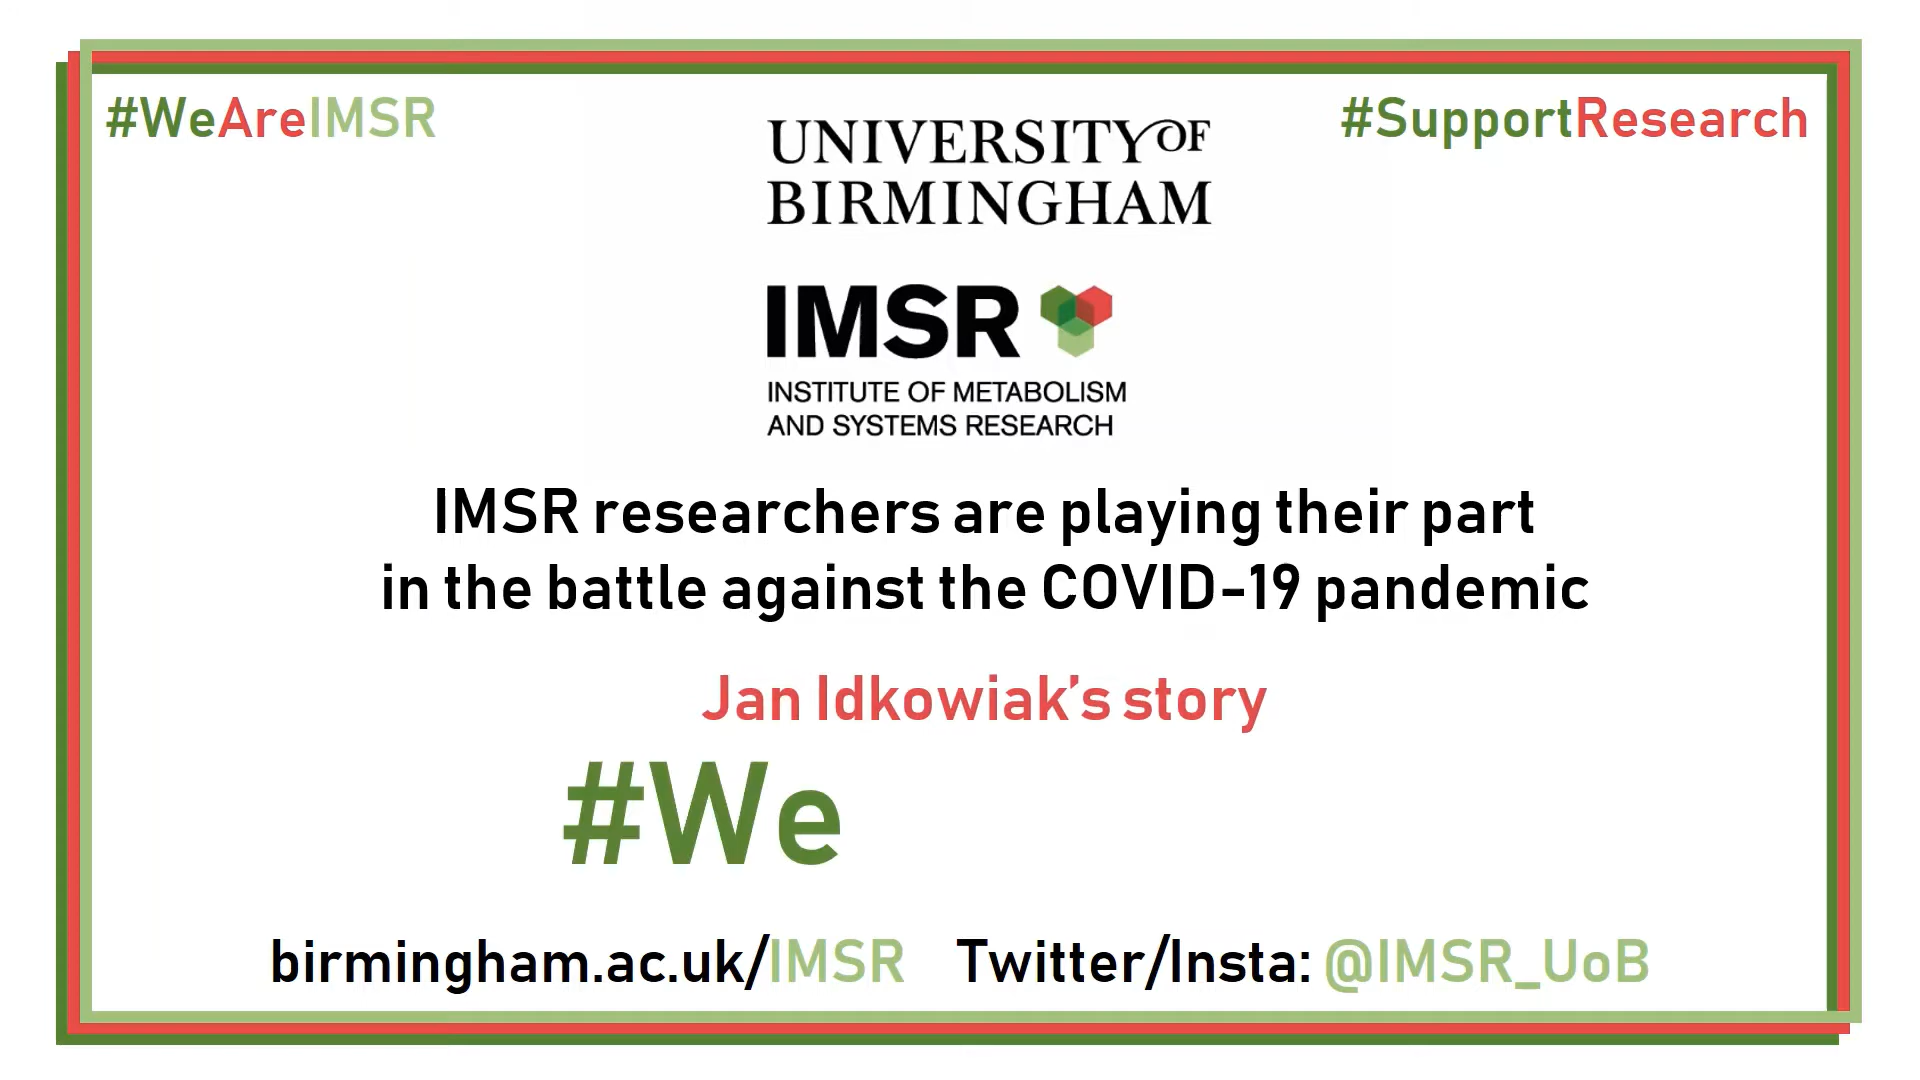 #WeAreIMSR
#SupportResearch
UNIVERSITY OF
BIRMINGHAM
IMSR
INSTITUTE OF METABOLISM
AND SYSTEMS RESEARCH
IMSR researchers are playing their part
in the battle against the COVID-19 pandemic
Jan Idkowiak’s story
#We
birmingham.ac.uk/IMSR Twitter/Insta: @IMSR_UoB